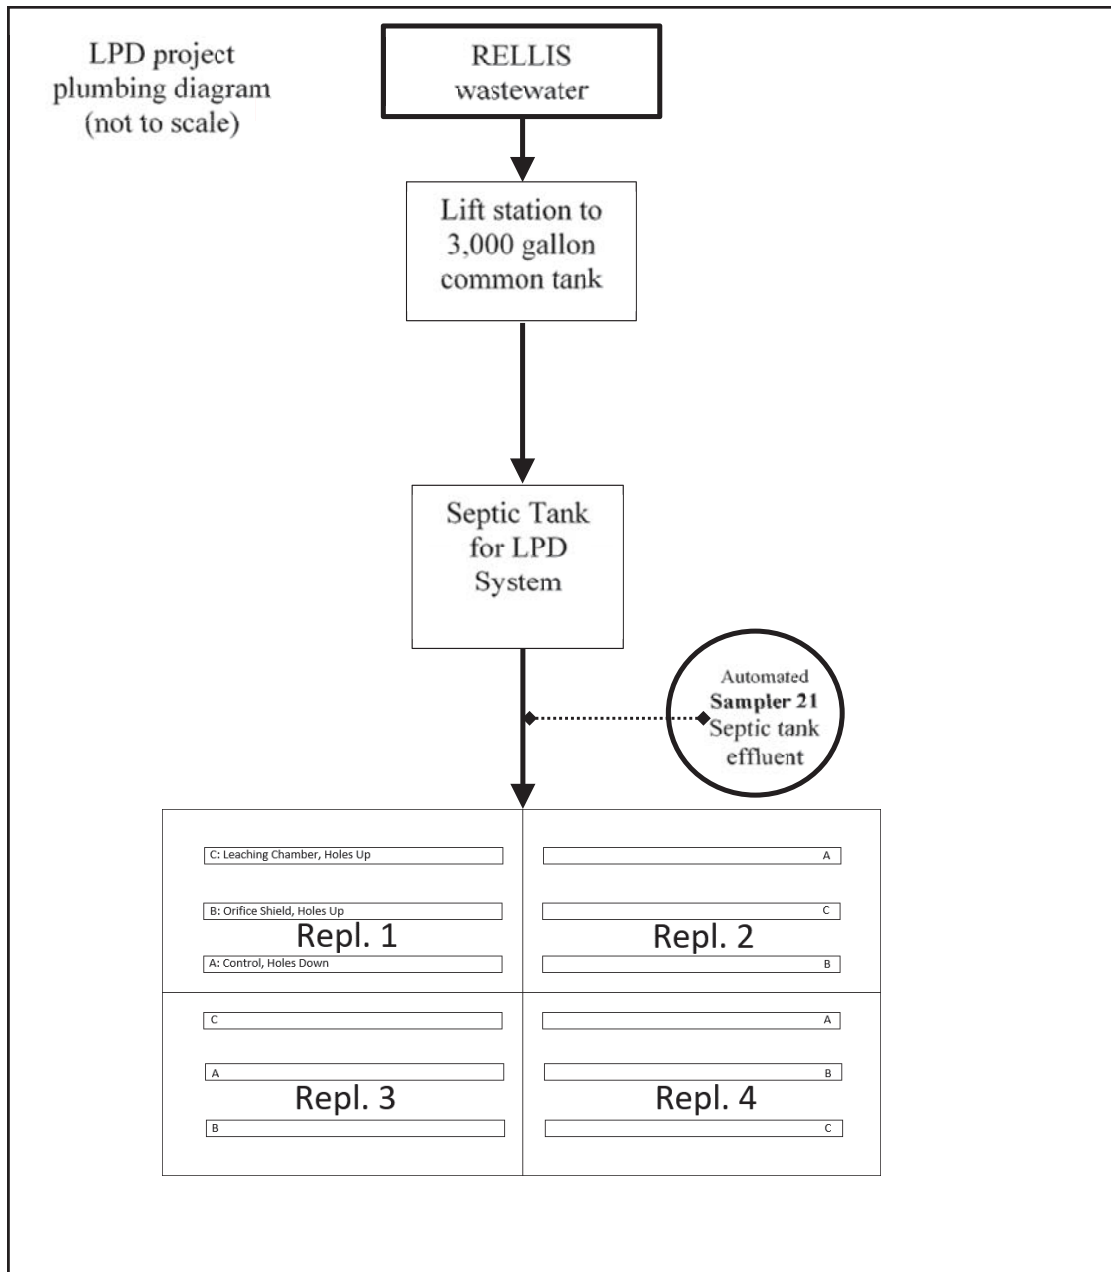 LPD project
plumbing diagram
(not to scale)
RELLIS
wastewater
Lift station to
3,000 gallon
common tank
Septic Tank
for LPD
System
Automated
Sampler 21
Septic tank
effluent
C: Leaching Chamber, Holes Up
B: Orifice Shield, Holes Up
Repl. 1
A: Control, Holes Down
A
C
Repl. 2
B
C
A
Repl. 3
B
A
B
Repl. 4
C